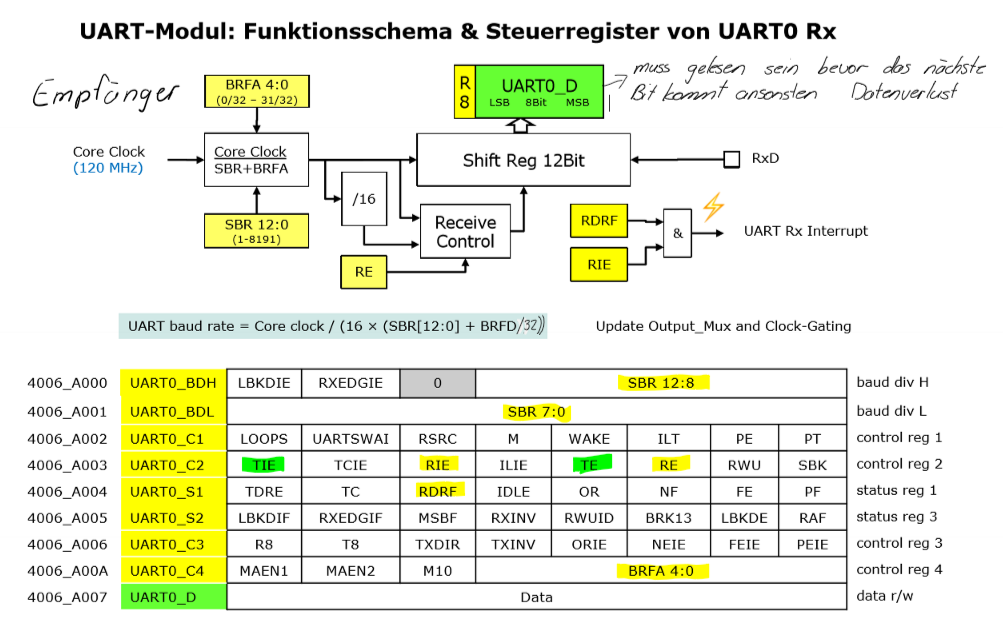 UART-Modul: Funktionsschema & Steuerregister von UART0 Rx
Empfänger
BRFA 4:0
(0/32 – 31/32)
R
8
UART0_D
LSB 8Bit MSB
muss gelesen sein bevor das nächste
Bit kommt ansonsten Datenverlust
Core Clock
(120 MHz)
Core Clock
SBR+BRFA
Shift Reg 12Bit
RxD
/16
SBR 12:0
(1-8191)
Receive
Control
RDRF
RIE
&
UART Rx Interrupt
RE
UART baud rate = Core clock / (16 × (SBR[12:0] + BRFD/32))
Update Output_Mux and Clock-Gating
4006_A000 UART0_BDH LBKDIE RXEDGIE 0 SBR 12:8 baud div H
4006_A001 UART0_BDL SBR 7:0 baud div L
4006_A002 UART0_C1 LOOPS UARTSWAI RSRC M WAKE ILT PE PT control reg 1
4006_A003 UART0_C2 TIE TCIE RIE ILIE TE RE RWU SBK control reg 2
4006_A004 UART0_S1 TDRE TC RDRF IDLE OR NF FE PF status reg 1
4006_A005 UART0_S2 LBKDIF RXEDGIF MSBF RXINV RWUID BRK13 LBKDE RAF status reg 3
4006_A006 UART0_C3 R8 T8 TXDIR TXINV ORIE NEIE FEIE PEIE control reg 3
4006_A00A UART0_C4 MAEN1 MAEN2 M10 BRFA 4:0 control reg 4
4006_A007 UART0_D Data data r/w